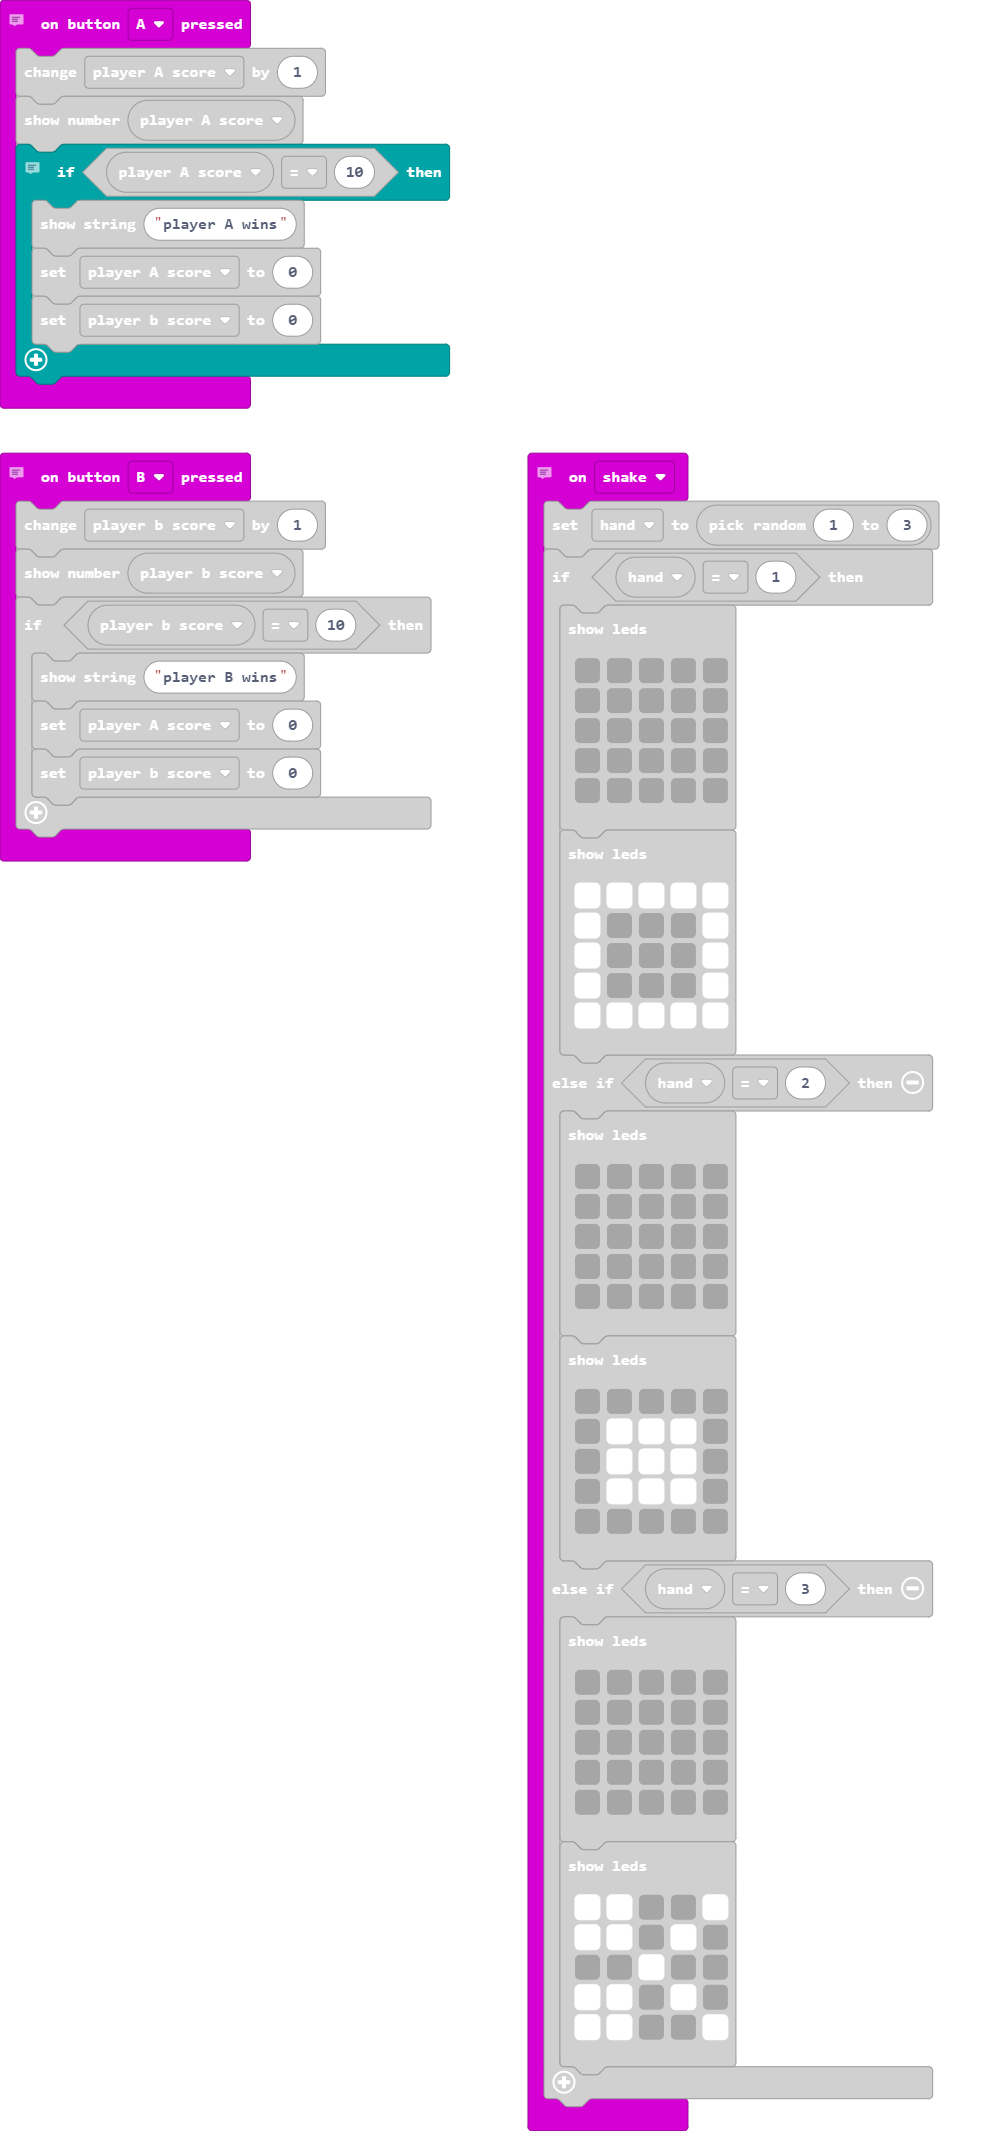 on button A pressed
change player A score by 1
show number player A score
if player A score = 10 then
show string "player A wins"
set player A score to 0
set player b score to 0
on button B pressed
change player b score by 1
show number player b score
if player b score = 10 then
show string "player B wins"
set player A score to 0
set player b score to 0
on shake
set hand to pick random 1 to 3
if hand = 1 then
show leds
show leds
else if hand = 2 then
show leds
show leds
else if hand = 3 then
show leds
show leds